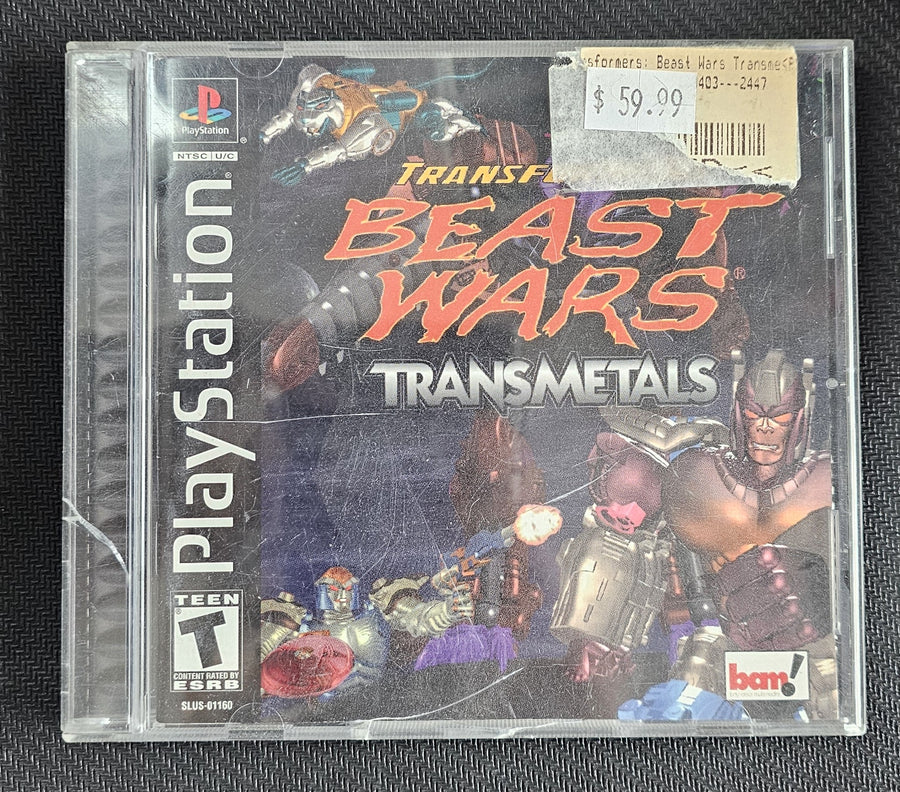 sformers: Beast Wars Transme<
403---2447
$ 59.99
PlayStation
NTSC U/C
PlayStation
TRANSF
BEAST
WARS
TRANSMETALS
TEEN
T
CONTENT RATED BY
ESRB
SLUS-01160
bam!